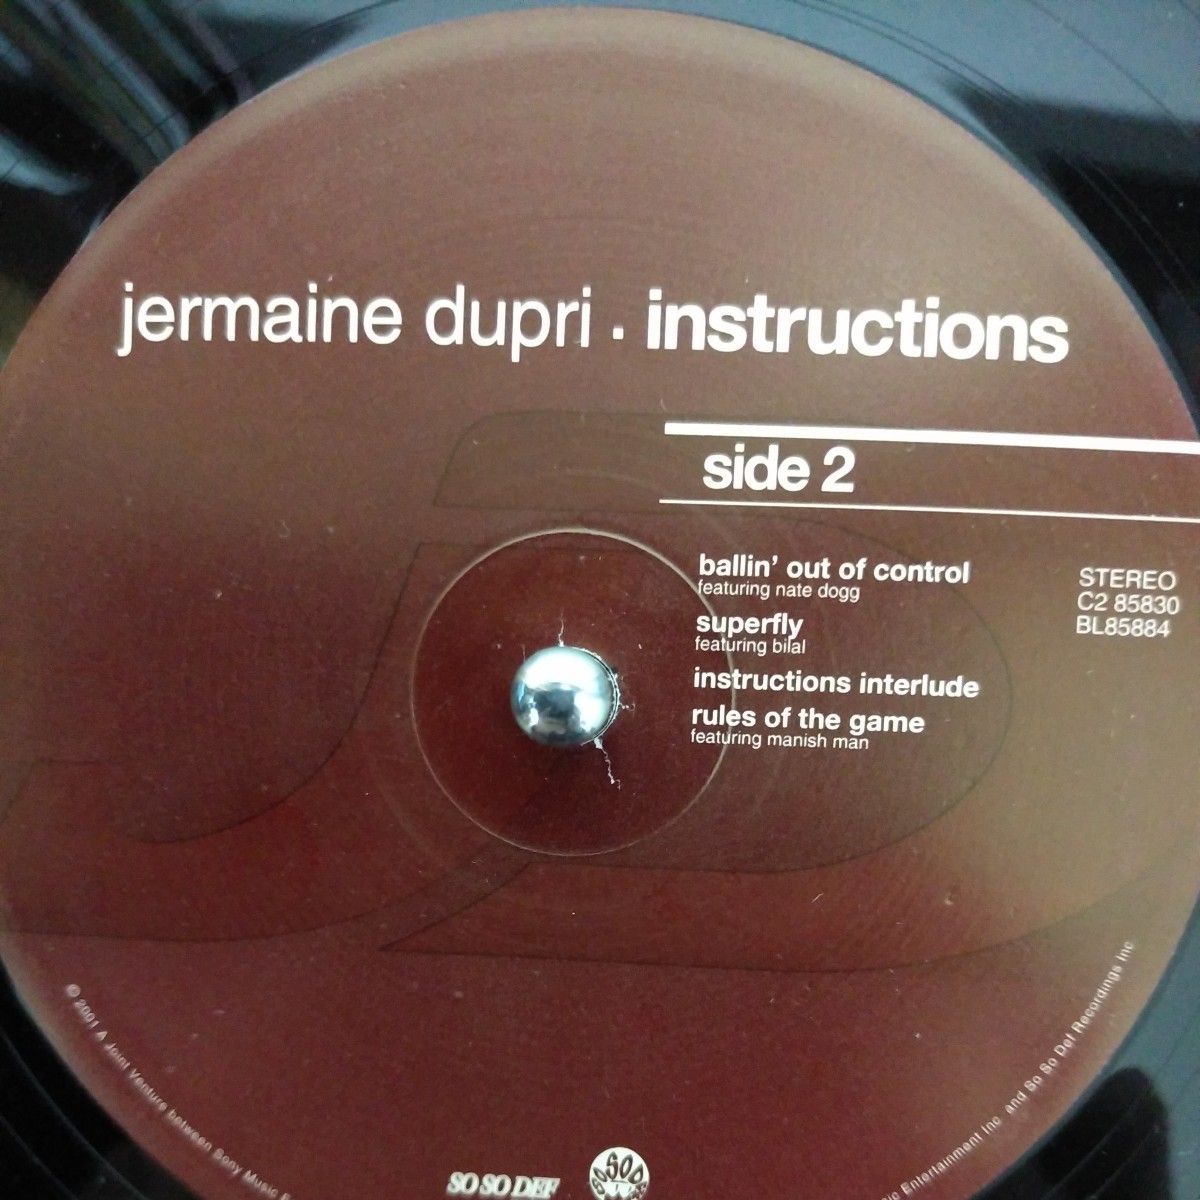 jermaine dupri . instructions
side 2
ballin' out of control
featuring nate dogg
superfly
featuring bilal
instructions interlude
rules of the game
featuring manish man
STEREO
C2 85830
BL85884
© 2001 A Joint Venture between Sony Music
Entertainment Inc. and So So Def Recordings Inc
SO SO DEF